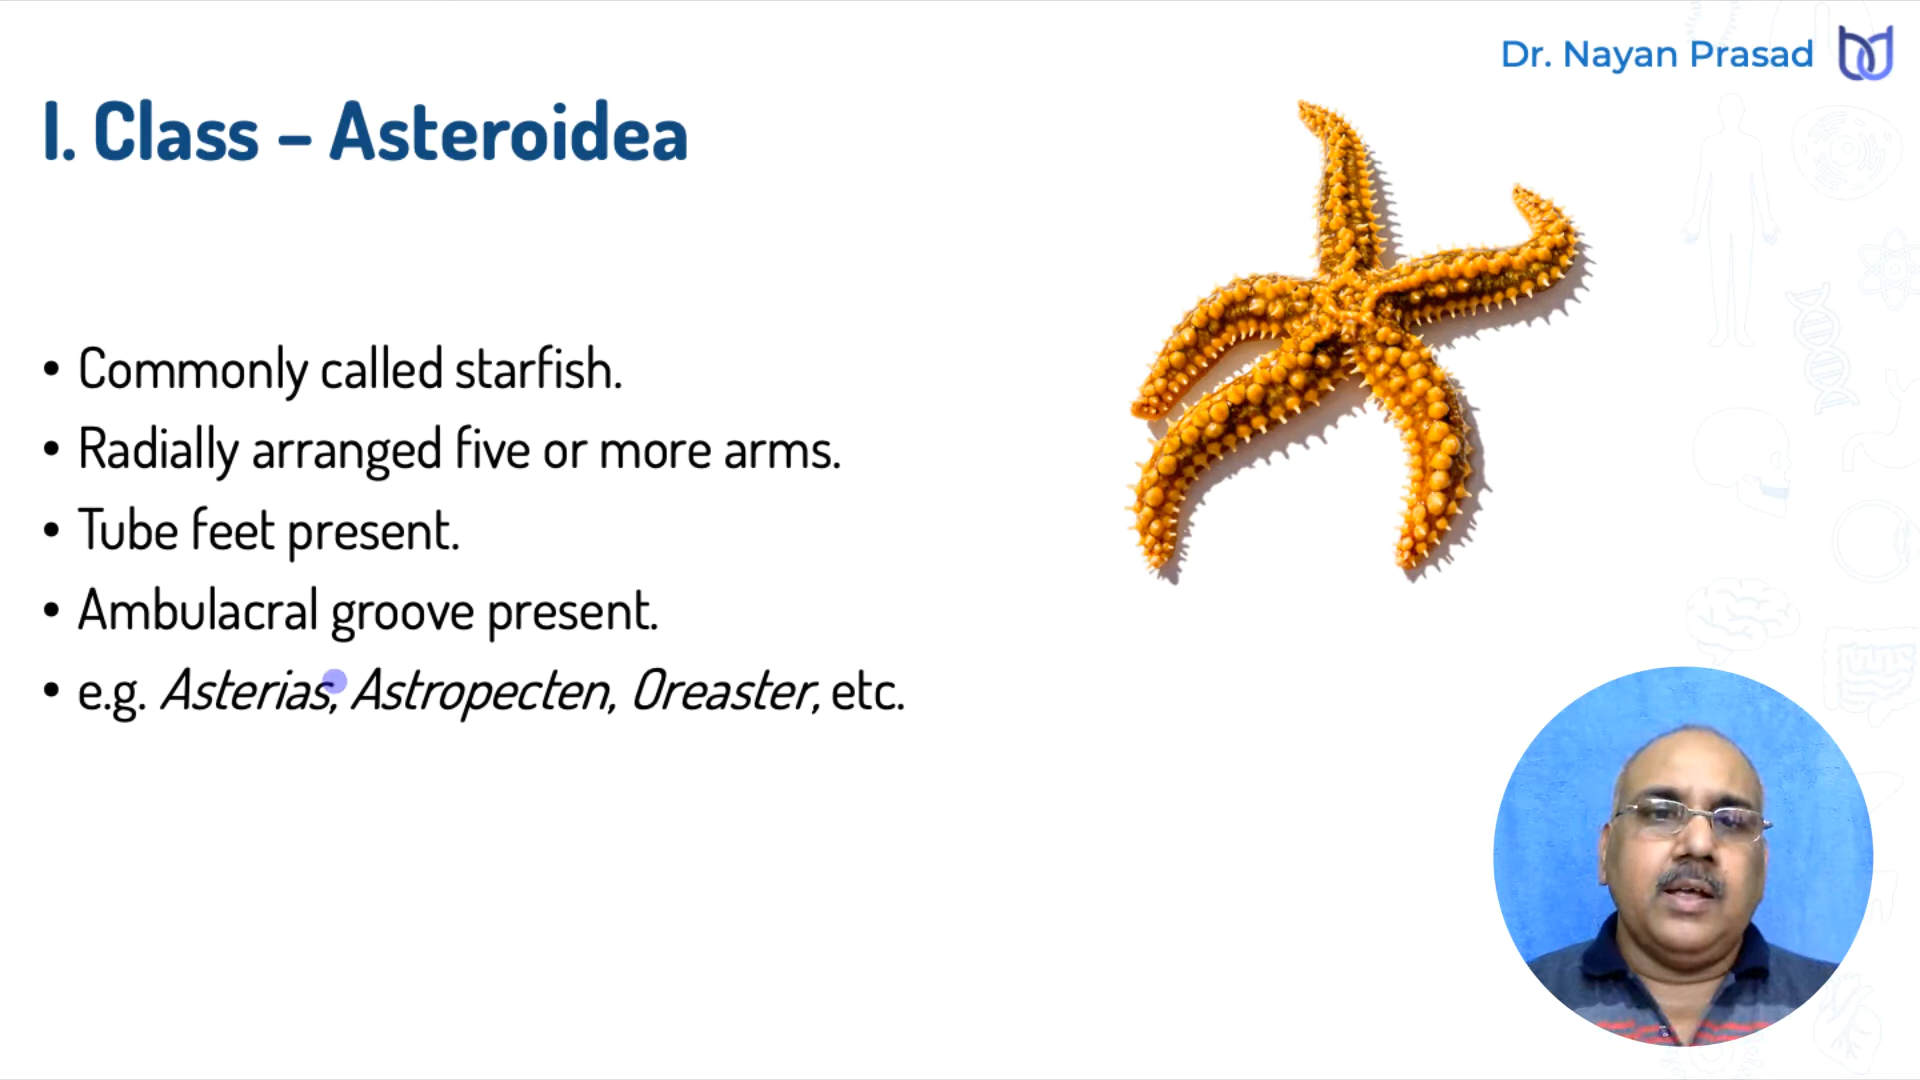 Dr. Nayan Prasad
I. Class – Asteroidea
• Commonly called starfish.
• Radially arranged five or more arms.
• Tube feet present.
• Ambulacral groove present.
• e.g. Asterias, Astropecten, Oreaster, etc.